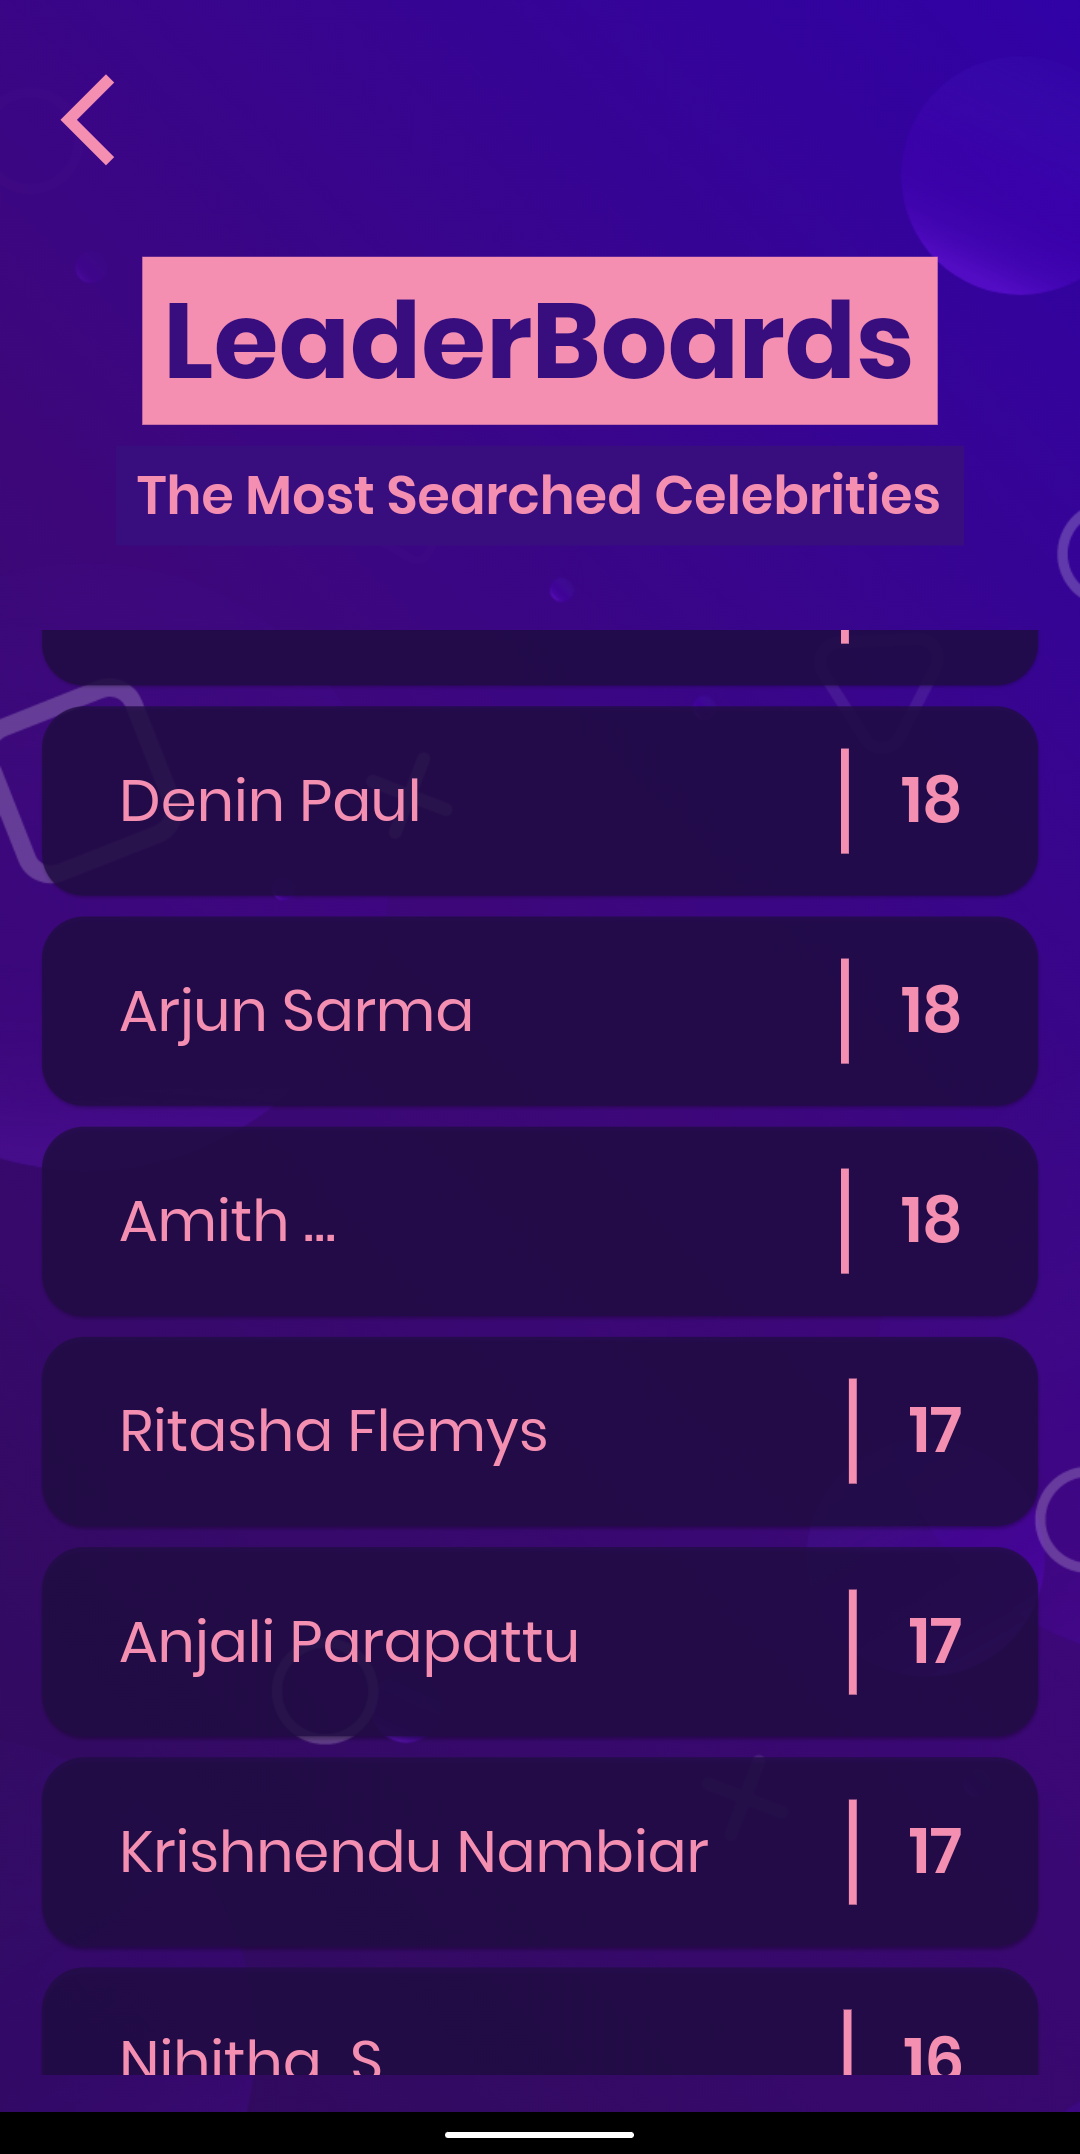 LeaderBoards
The Most Searched Celebrities
Denin Paul 18
Arjun Sarma 18
Amith ... 18
Ritasha Flemys 17
Anjali Parapattu 17
Krishnendu Nambiar 17
Nihitha S 16